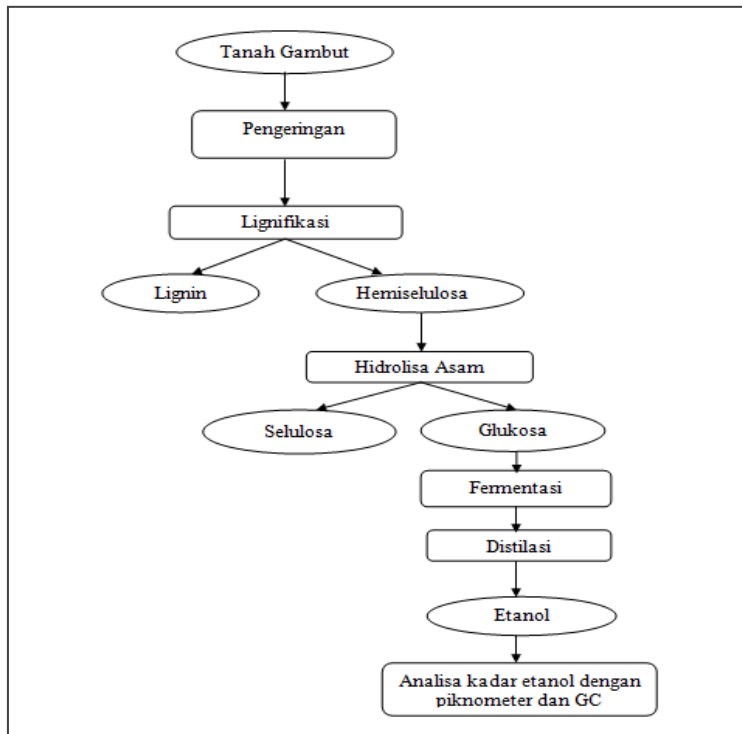 Tanah Gambut
Pengeringan
Lignifikasi
Lignin
Hemiselulosa
Hidrolisa Asam
Selulosa
Glukosa
Fermentasi
Distilasi
Etanol
Analisa kadar etanol dengan
piknometer dan GC